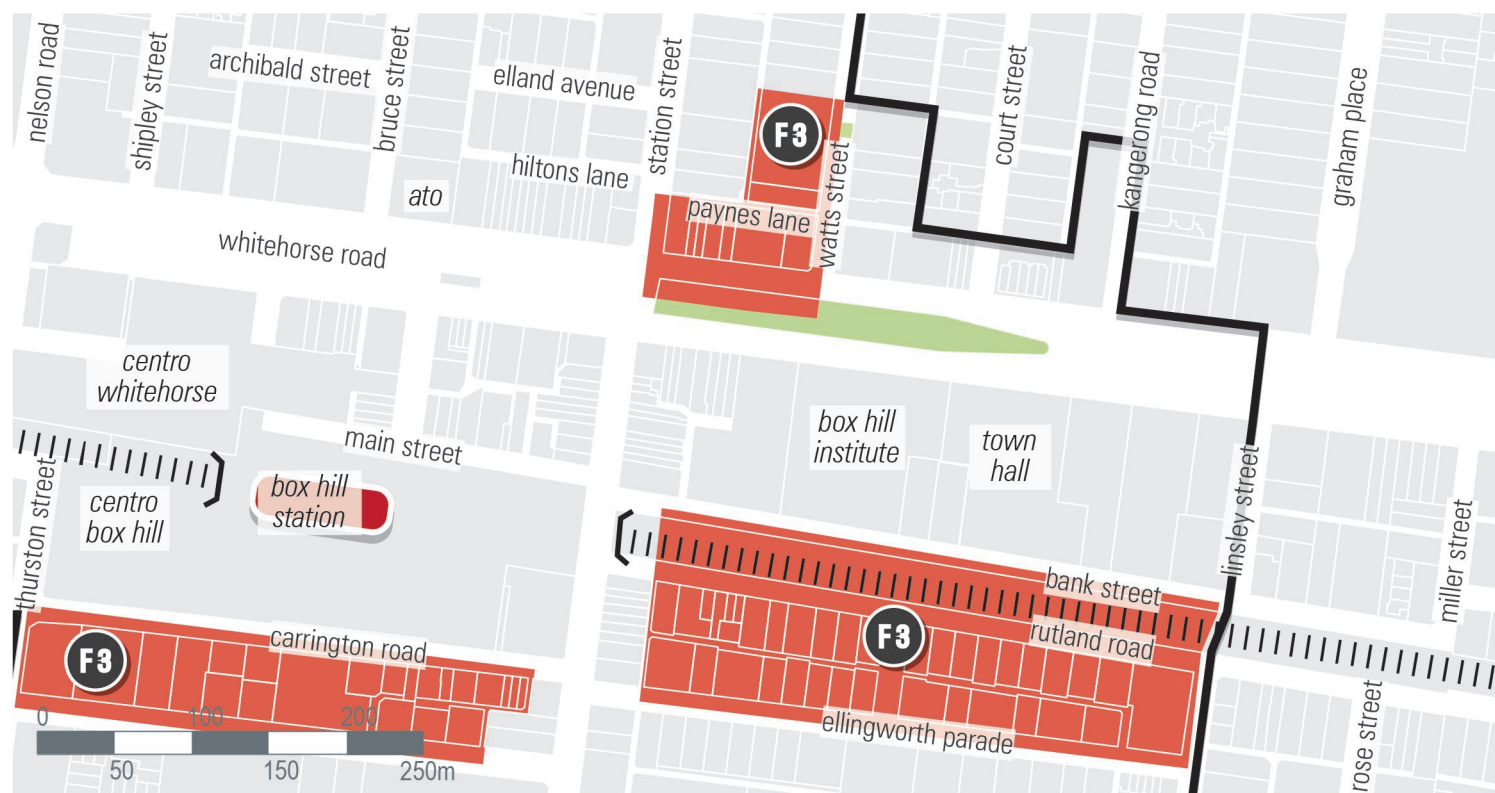 nelson road
shipley street
archibald street
bruce street
elland avenue
station street
F3
court street
kangerong road
graham place
hiltons lane
ato
paynes lane
watts street
whitehorse road
centro
whitehorse
main street
box hill
institute
town
hall
thurston street
centro
box hill
box hill
station
linsley street
miller street
bank street
F3
rutland road
F3
carrington road
ellingworth parade
rose street
0
100
200
50
150
250m